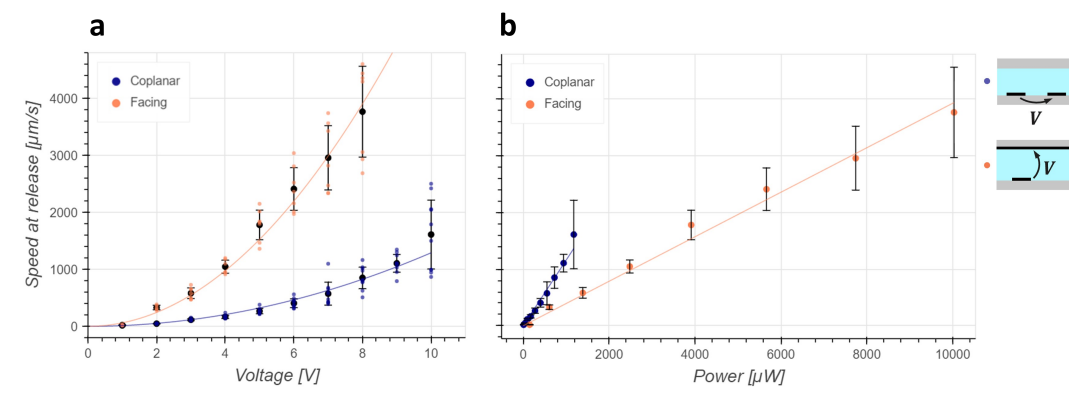 a
b
Coplanar
Facing
Speed at release [μm/s]
4000
3000
2000
1000
0
0
2
4
6
8
10
Voltage [V]
Coplanar
Facing
0
2000
4000
6000
8000
10000
Power [μW]
V
V